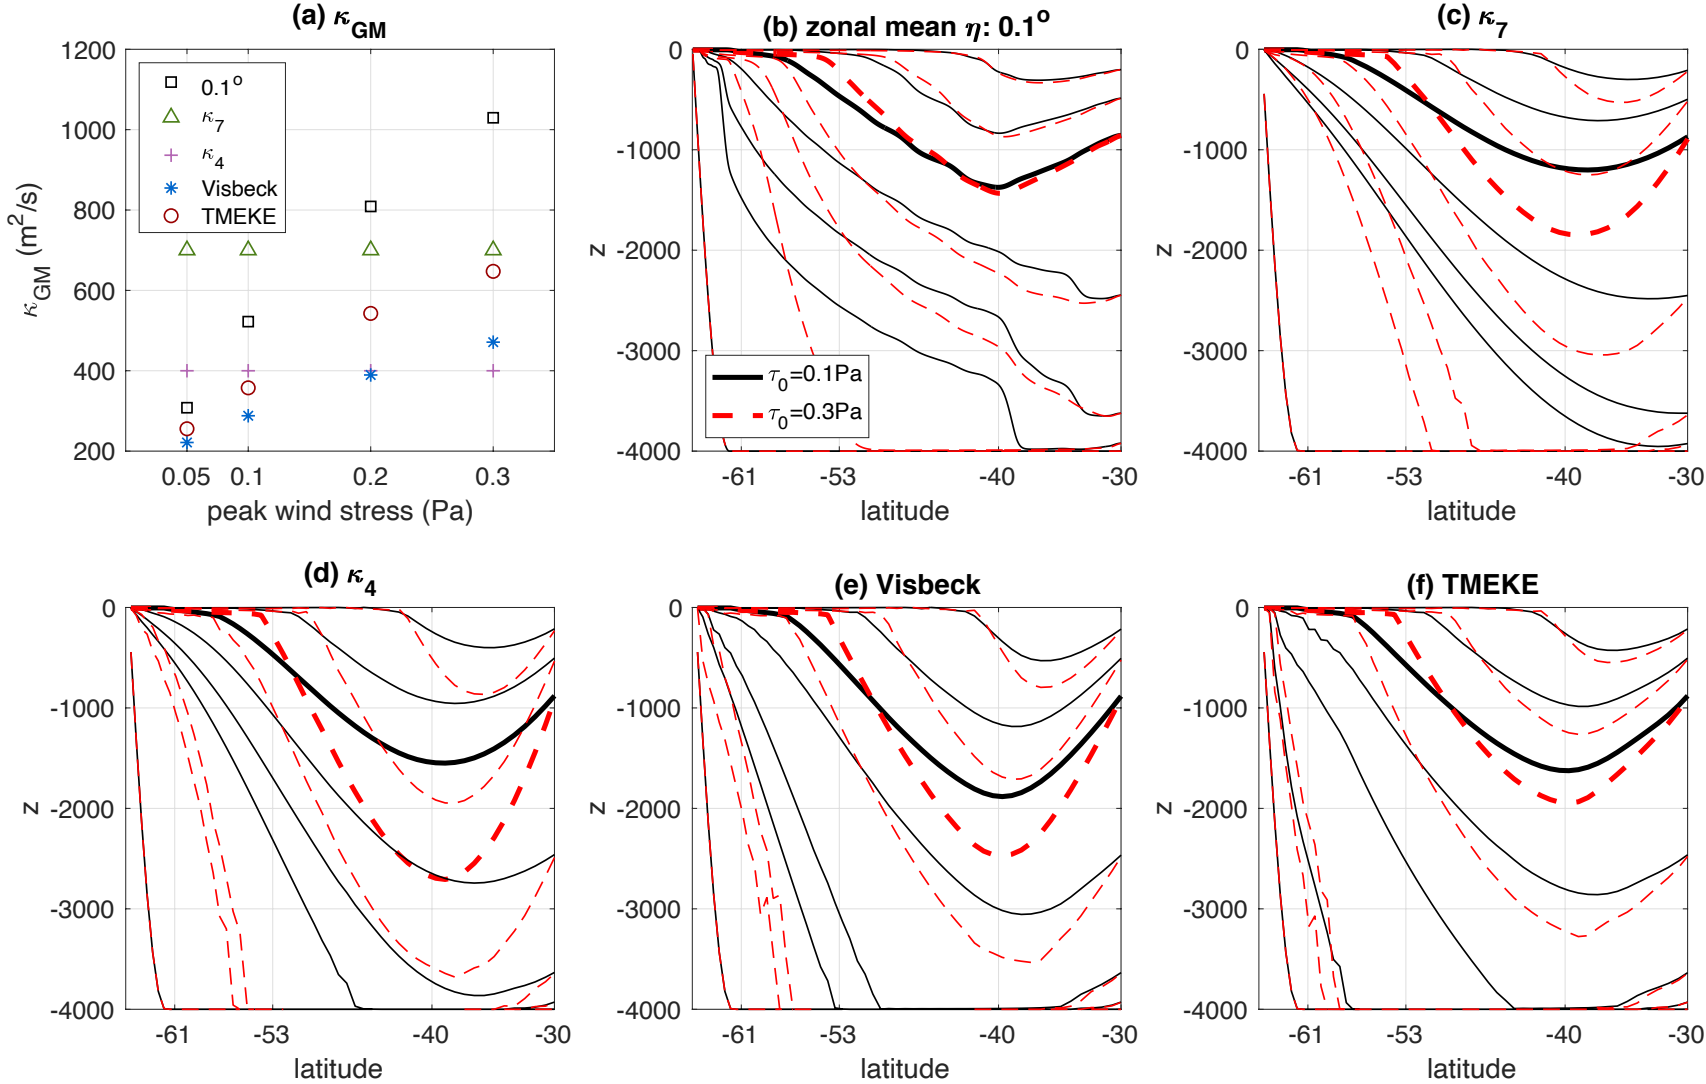 (a) κGM
1200
1000
800
600
400
200
κGM (m²/s)
0.1°
κ7
κ4
Visbeck
TMEKE
0.05 0.1 0.2 0.3
peak wind stress (Pa)
(b) zonal mean η: 0.1°
0
-1000
-2000
-3000
-4000
z
τ0=0.1Pa
τ0=0.3Pa
-61 -53 -40 -30
latitude
(c) κ7
0
-1000
-2000
-3000
-4000
z
-61 -53 -40 -30
latitude
(d) κ4
0
-1000
-2000
-3000
-4000
z
-61 -53 -40 -30
latitude
(e) Visbeck
0
-1000
-2000
-3000
-4000
z
-61 -53 -40 -30
latitude
(f) TMEKE
0
-1000
-2000
-3000
-4000
z
-61 -53 -40 -30
latitude